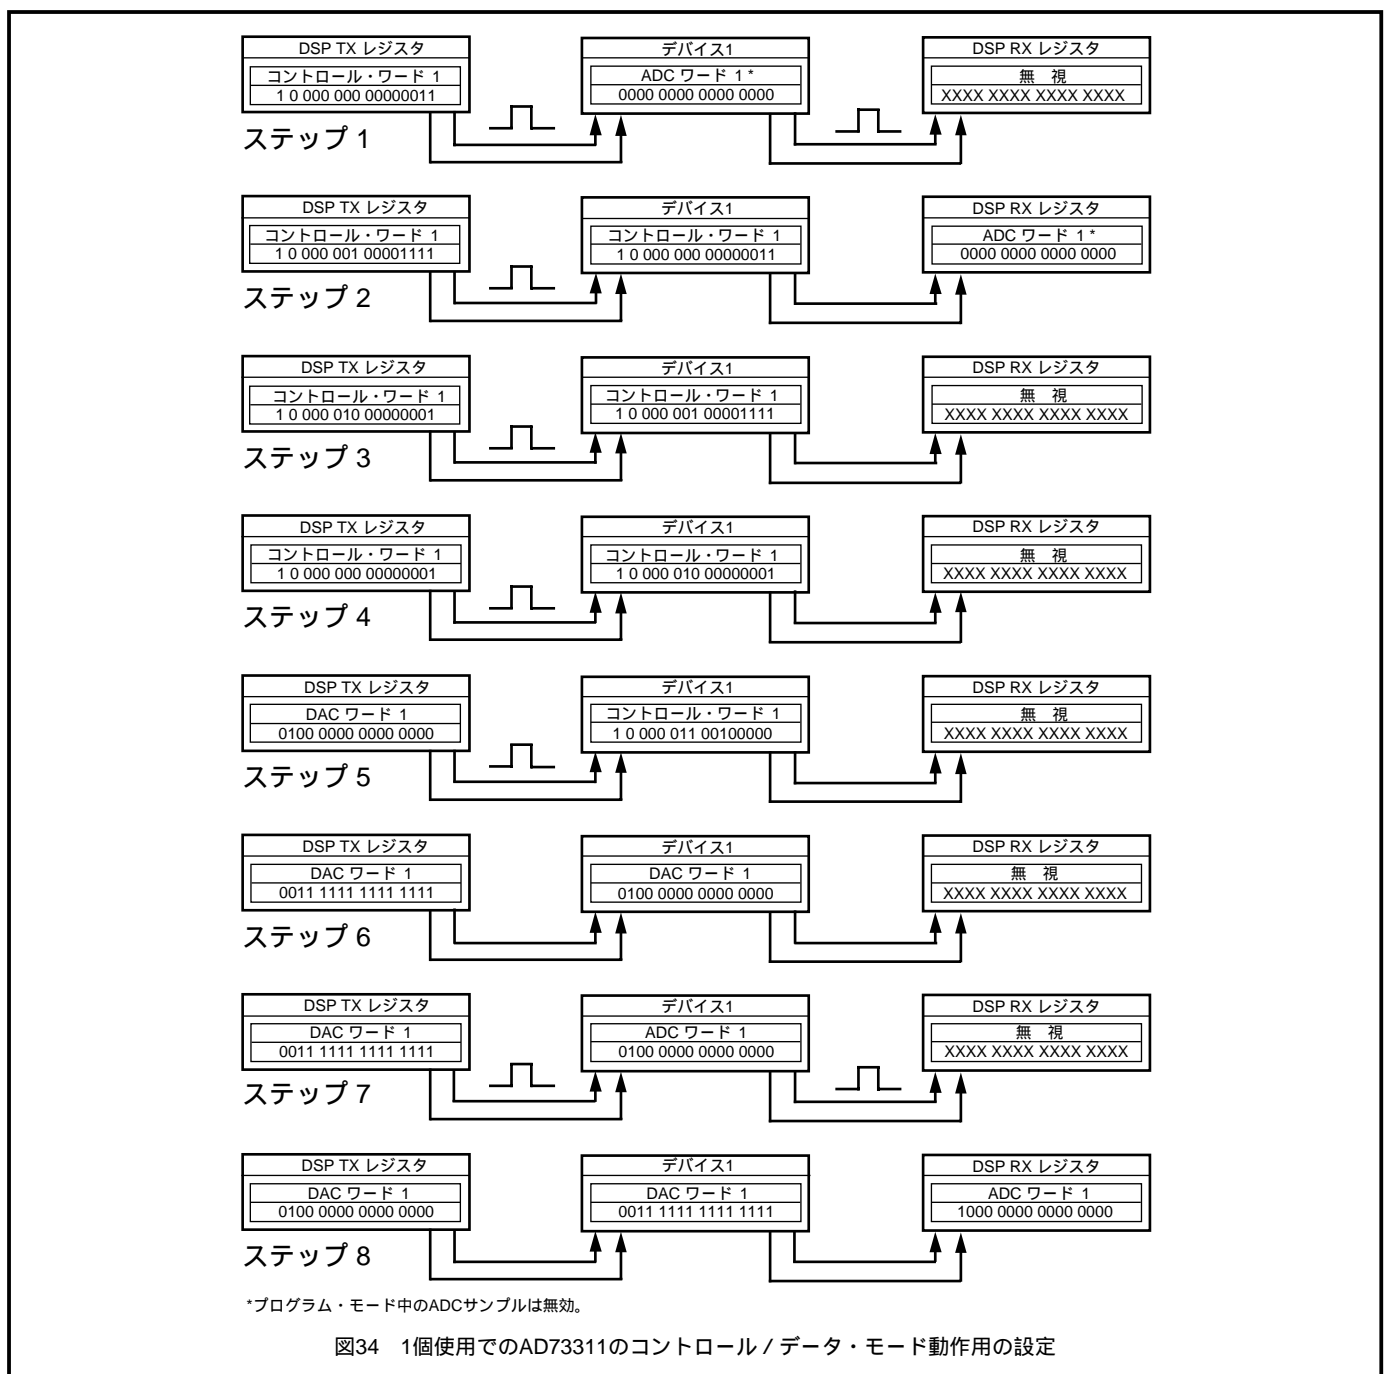 DSP TX レジスタ
コントロール・ワード 1
1 0 000 000 00000011
デバイス1
ADC ワード 1 *
0000 0000 0000 0000
DSP RX レジスタ
無 視
XXXX XXXX XXXX XXXX
ステップ 1
DSP TX レジスタ
コントロール・ワード 1
1 0 000 001 00001111
デバイス1
コントロール・ワード 1
1 0 000 000 00000011
DSP RX レジスタ
ADC ワード 1 *
0000 0000 0000 0000
ステップ 2
DSP TX レジスタ
コントロール・ワード 1
1 0 000 010 00000001
デバイス1
コントロール・ワード 1
1 0 000 001 00001111
DSP RX レジスタ
無 視
XXXX XXXX XXXX XXXX
ステップ 3
DSP TX レジスタ
コントロール・ワード 1
1 0 000 000 00000001
デバイス1
コントロール・ワード 1
1 0 000 010 00000001
DSP RX レジスタ
無 視
XXXX XXXX XXXX XXXX
ステップ 4
DSP TX レジスタ
DAC ワード 1
0100 0000 0000 0000
デバイス1
コントロール・ワード 1
1 0 000 011 00100000
DSP RX レジスタ
無 視
XXXX XXXX XXXX XXXX
ステップ 5
DSP TX レジスタ
DAC ワード 1
0011 1111 1111 1111
デバイス1
DAC ワード 1
0100 0000 0000 0000
DSP RX レジスタ
無 視
XXXX XXXX XXXX XXXX
ステップ 6
DSP TX レジスタ
DAC ワード 1
0011 1111 1111 1111
デバイス1
ADC ワード 1
0100 0000 0000 0000
DSP RX レジスタ
無 視
XXXX XXXX XXXX XXXX
ステップ 7
DSP TX レジスタ
DAC ワード 1
0100 0000 0000 0000
デバイス1
DAC ワード 1
0011 1111 1111 1111
DSP RX レジスタ
ADC ワード 1
1000 0000 0000 0000
ステップ 8
*プログラム・モード中のADCサンプルは無効。
図34 1個使用でのAD73311のコントロール / データ・モード動作用の設定